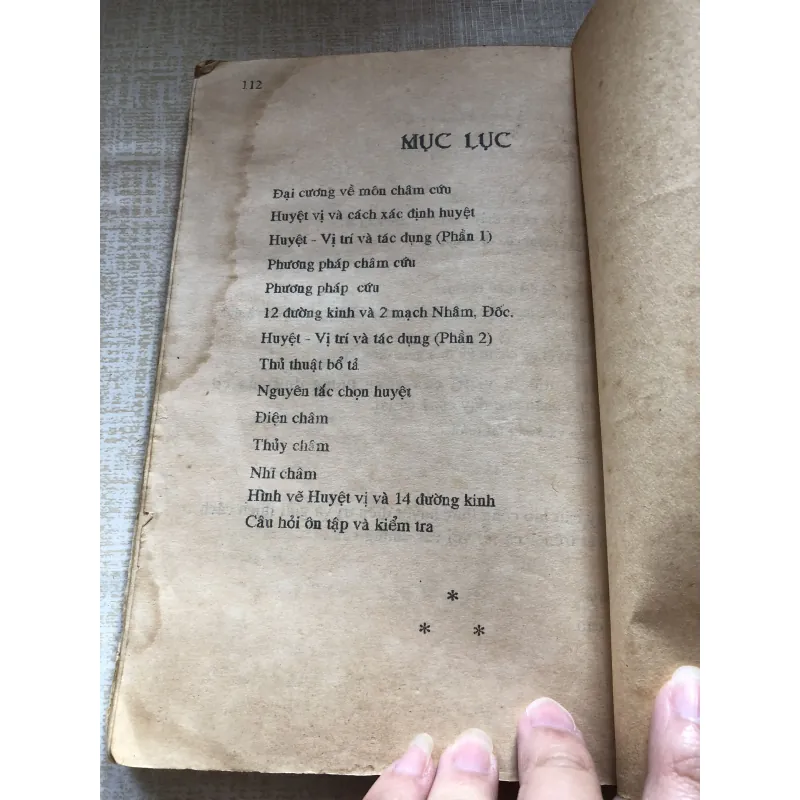 112
MỤC LỤC
Đại cương về môn châm cứu
Huyệt vị và cách xác định huyệt
Huyệt - Vị trí và tác dụng (Phần 1)
Phương pháp châm cứu
Phương pháp cứu
12 đường kinh và 2 mạch Nhâm, Đốc.
Huyệt - Vị trí và tác dụng (Phần 2)
Thủ thuật bổ tả
Nguyên tắc chọn huyệt
Điện châm
Thủy châm
Nhĩ châm
Hình vẽ Huyệt vị và 14 đường kinh
Câu hỏi ôn tập và kiểm tra
*
* *